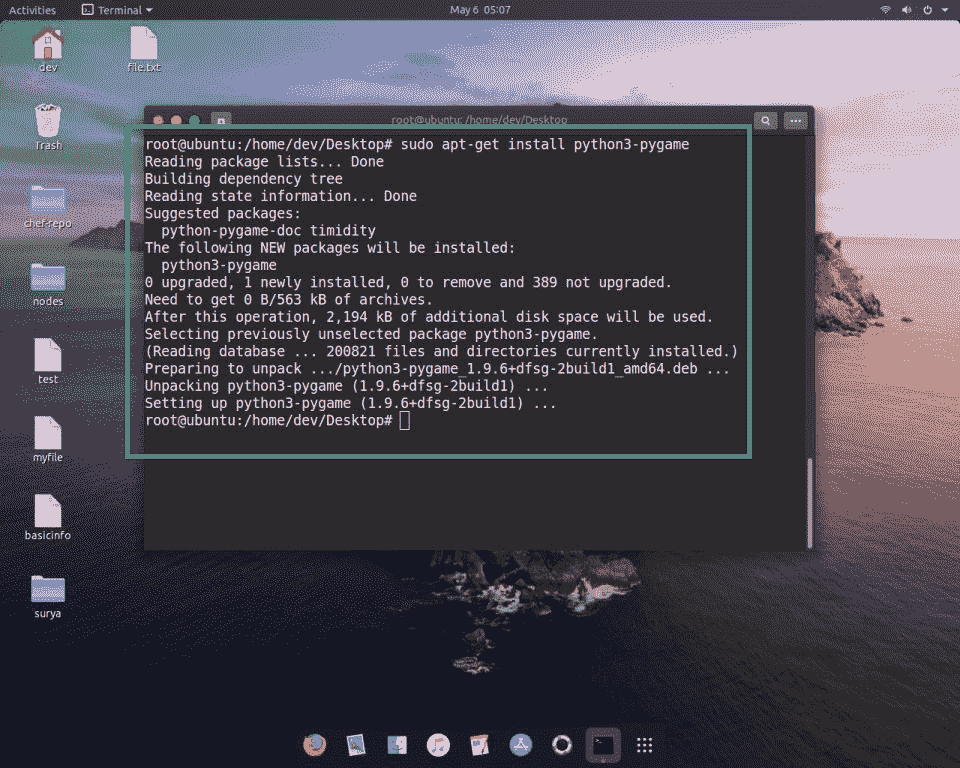 Activities
Terminal
May 6 05:07
dev
file.txt
Trash
chef-repo
nodes
test
myfile
basicinfo
surya
root@ubuntu: /home/dev/Desktop
root@ubuntu:/home/dev/Desktop# sudo apt-get install python3-pygame
Reading package lists... Done
Building dependency tree
Reading state information... Done
Suggested packages:
  python-pygame-doc timidity
The following NEW packages will be installed:
  python3-pygame
0 upgraded, 1 newly installed, 0 to remove and 389 not upgraded.
Need to get 0 B/563 kB of archives.
After this operation, 2,194 kB of additional disk space will be used.
Selecting previously unselected package python3-pygame.
(Reading database ... 200821 files and directories currently installed.)
Preparing to unpack .../python3-pygame_1.9.6+dfsg-2build1_amd64.deb ...
Unpacking python3-pygame (1.9.6+dfsg-2build1) ...
Setting up python3-pygame (1.9.6+dfsg-2build1) ...
root@ubuntu:/home/dev/Desktop#